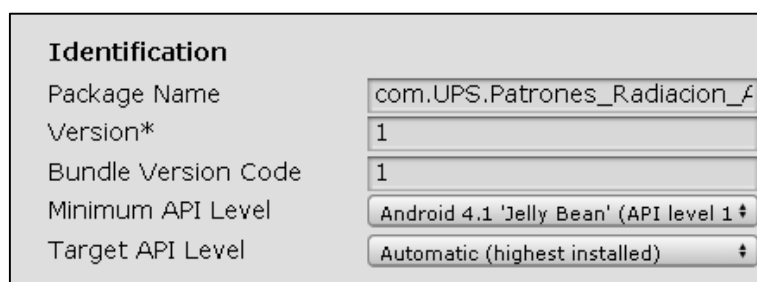 Identification
Package Name com.UPS.Patrones_Radiacion_A
Version* 1
Bundle Version Code 1
Minimum API Level Android 4.1 'Jelly Bean' (API level 1
Target API Level Automatic (highest installed)